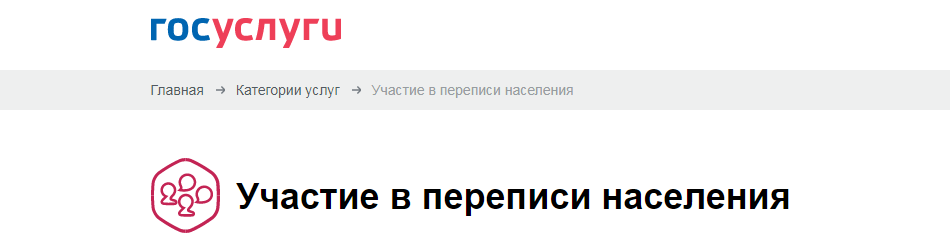 госуслуги
Главная → Категории услуг → Участие в переписи населения
Участие в переписи населения